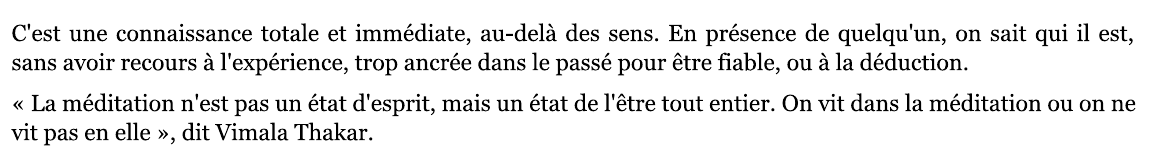 C'est une connaissance totale et immédiate, au-delà des sens. En présence de quelqu'un, on sait qui il est,
sans avoir recours à l'expérience, trop ancrée dans le passé pour être fiable, ou à la déduction.
« La méditation n'est pas un état d'esprit, mais un état de l'être tout entier. On vit dans la méditation ou on ne
vit pas en elle », dit Vimala Thakar.